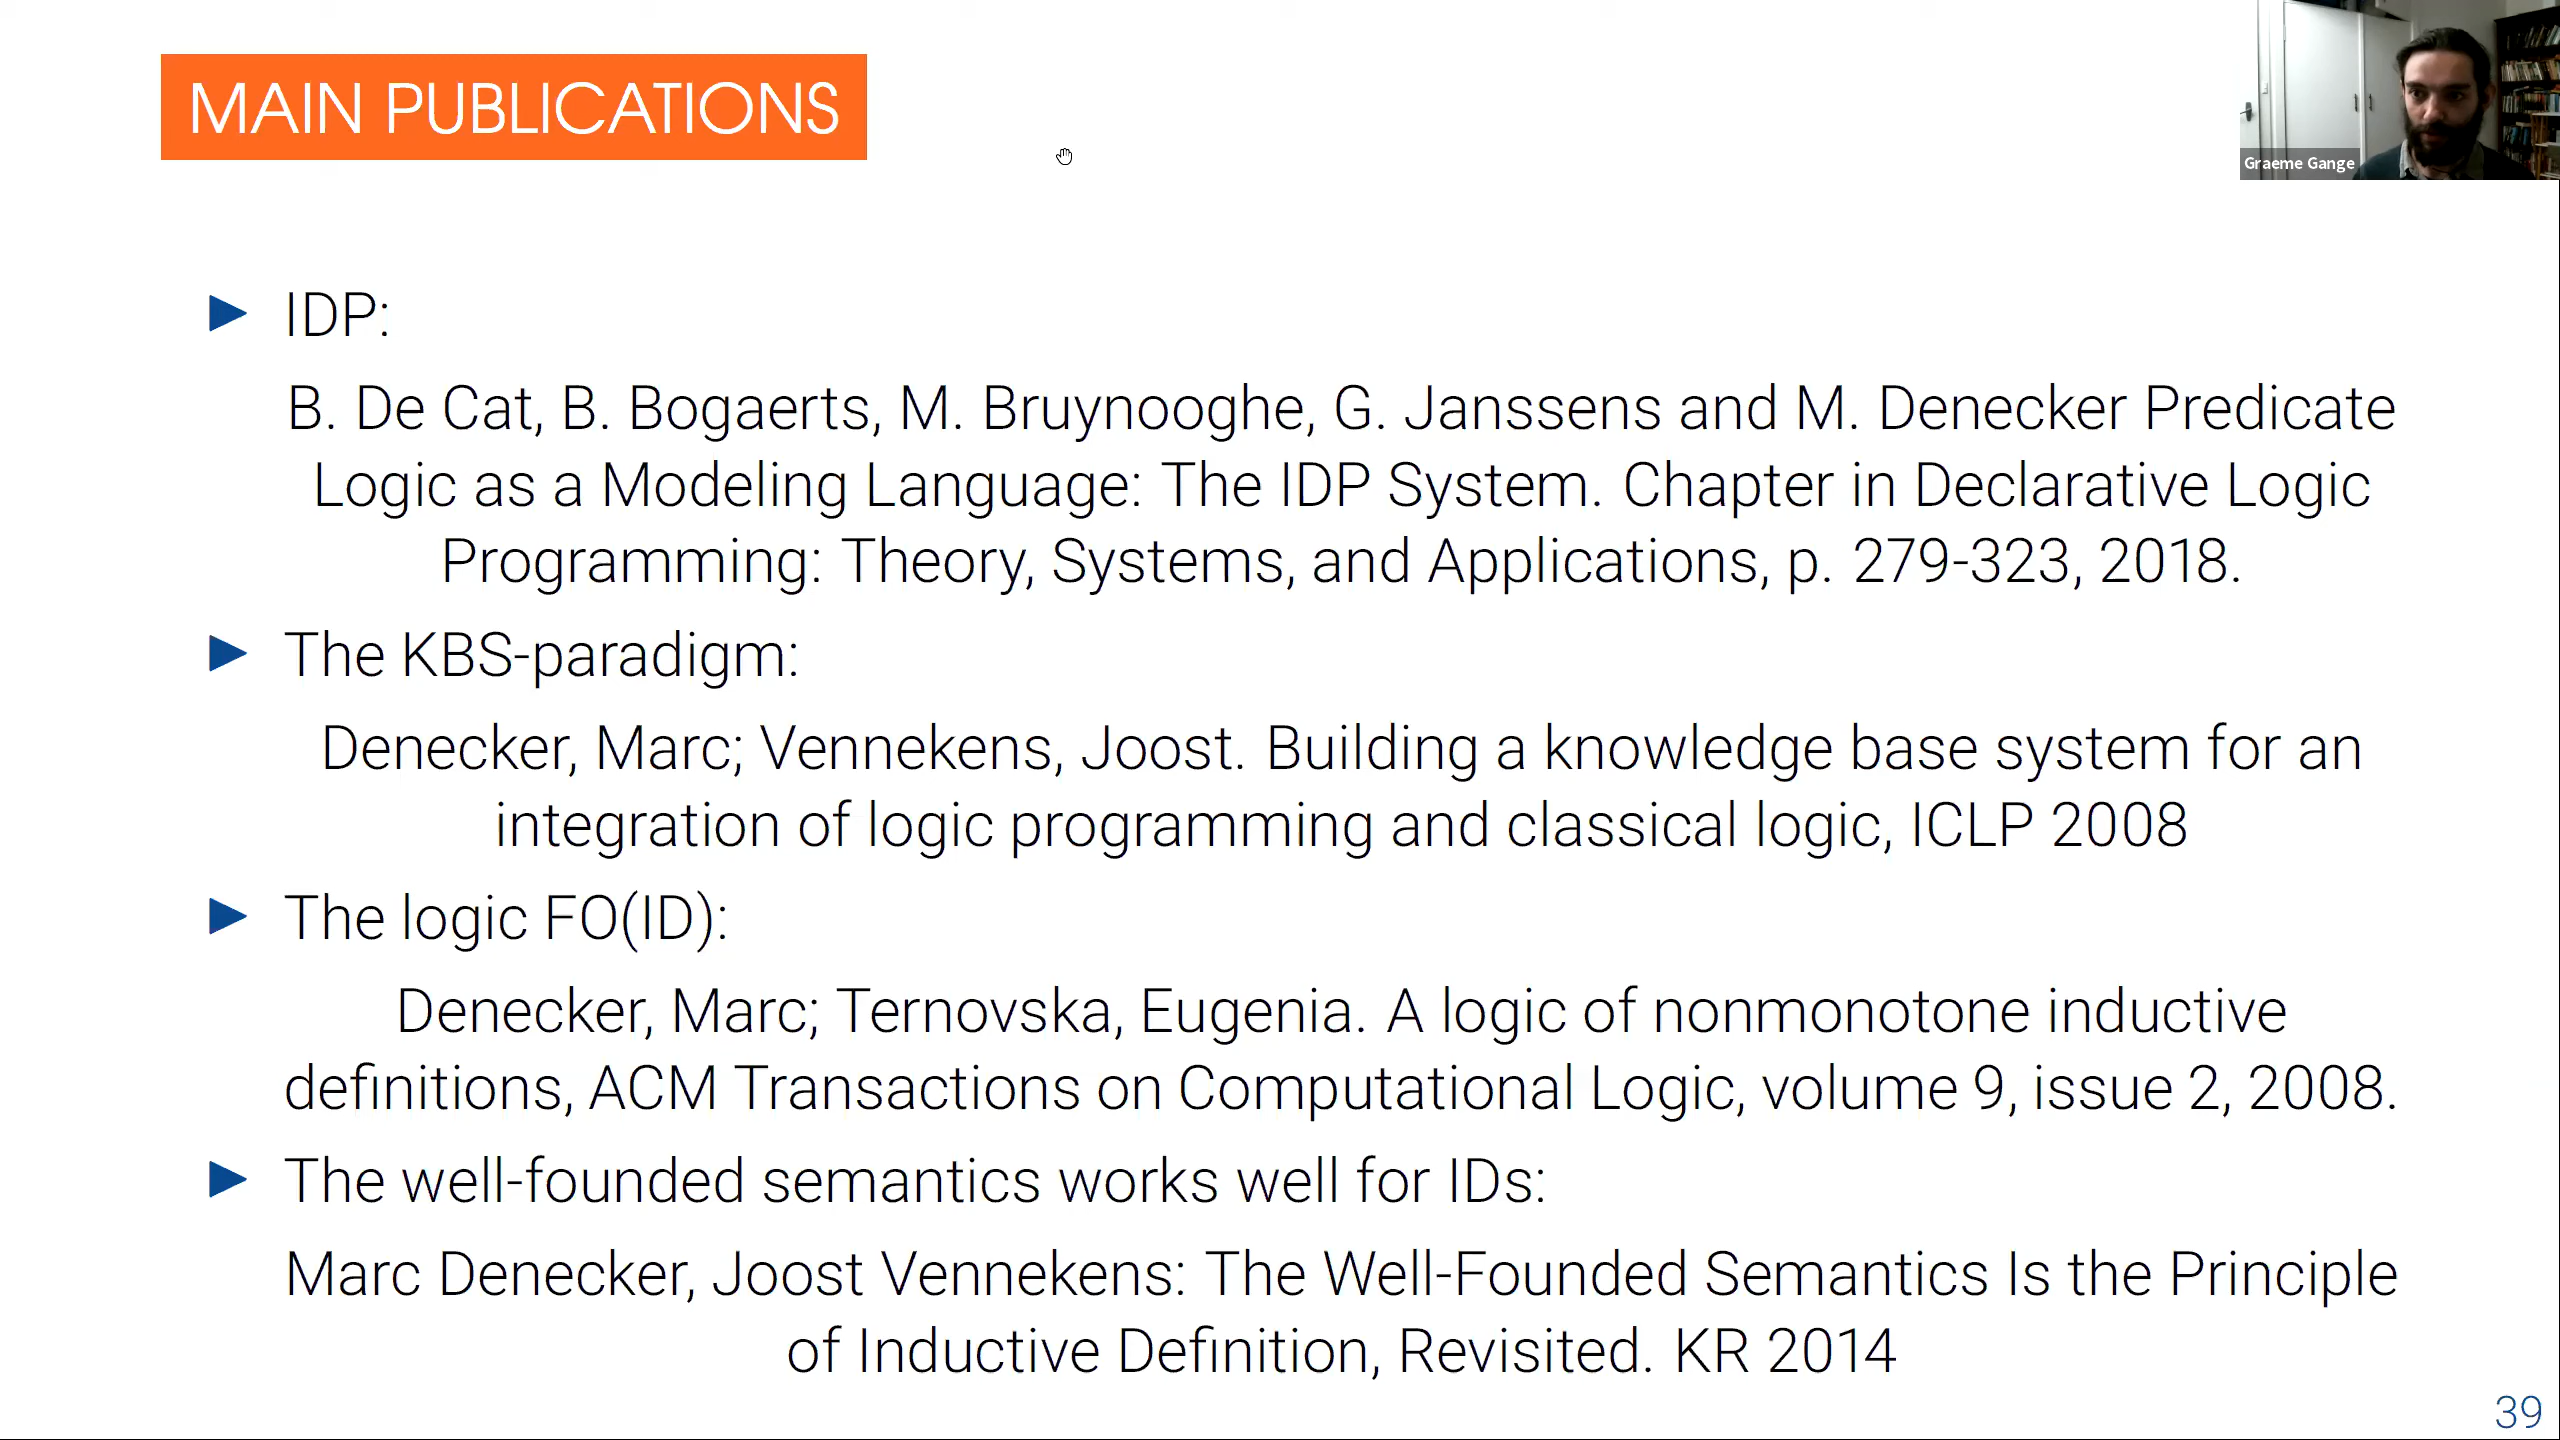 MAIN PUBLICATIONS
Graeme Gange
IDP:
B. De Cat, B. Bogaerts, M. Bruynooghe, G. Janssens and M. Denecker Predicate
Logic as a Modeling Language: The IDP System. Chapter in Declarative Logic
Programming: Theory, Systems, and Applications, p. 279-323, 2018.
The KBS-paradigm:
Denecker, Marc; Vennekens, Joost. Building a knowledge base system for an
integration of logic programming and classical logic, ICLP 2008
The logic FO(ID):
Denecker, Marc; Ternovska, Eugenia. A logic of nonmonotone inductive
definitions, ACM Transactions on Computational Logic, volume 9, issue 2, 2008.
The well-founded semantics works well for IDs:
Marc Denecker, Joost Vennekens: The Well-Founded Semantics Is the Principle
of Inductive Definition, Revisited. KR 2014
39